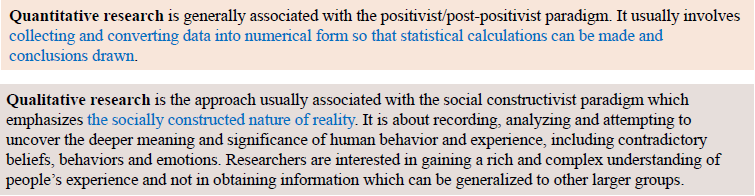 Quantitative research is generally associated with the positivist/post-positivist paradigm. It usually involves
collecting and converting data into numerical form so that statistical calculations can be made and
conclusions drawn.
Qualitative research is the approach usually associated with the social constructivist paradigm which
emphasizes the socially constructed nature of reality. It is about recording, analyzing and attempting to
uncover the deeper meaning and significance of human behavior and experience, including contradictory
beliefs, behaviors and emotions. Researchers are interested in gaining a rich and complex understanding of
people’s experience and not in obtaining information which can be generalized to other larger groups.